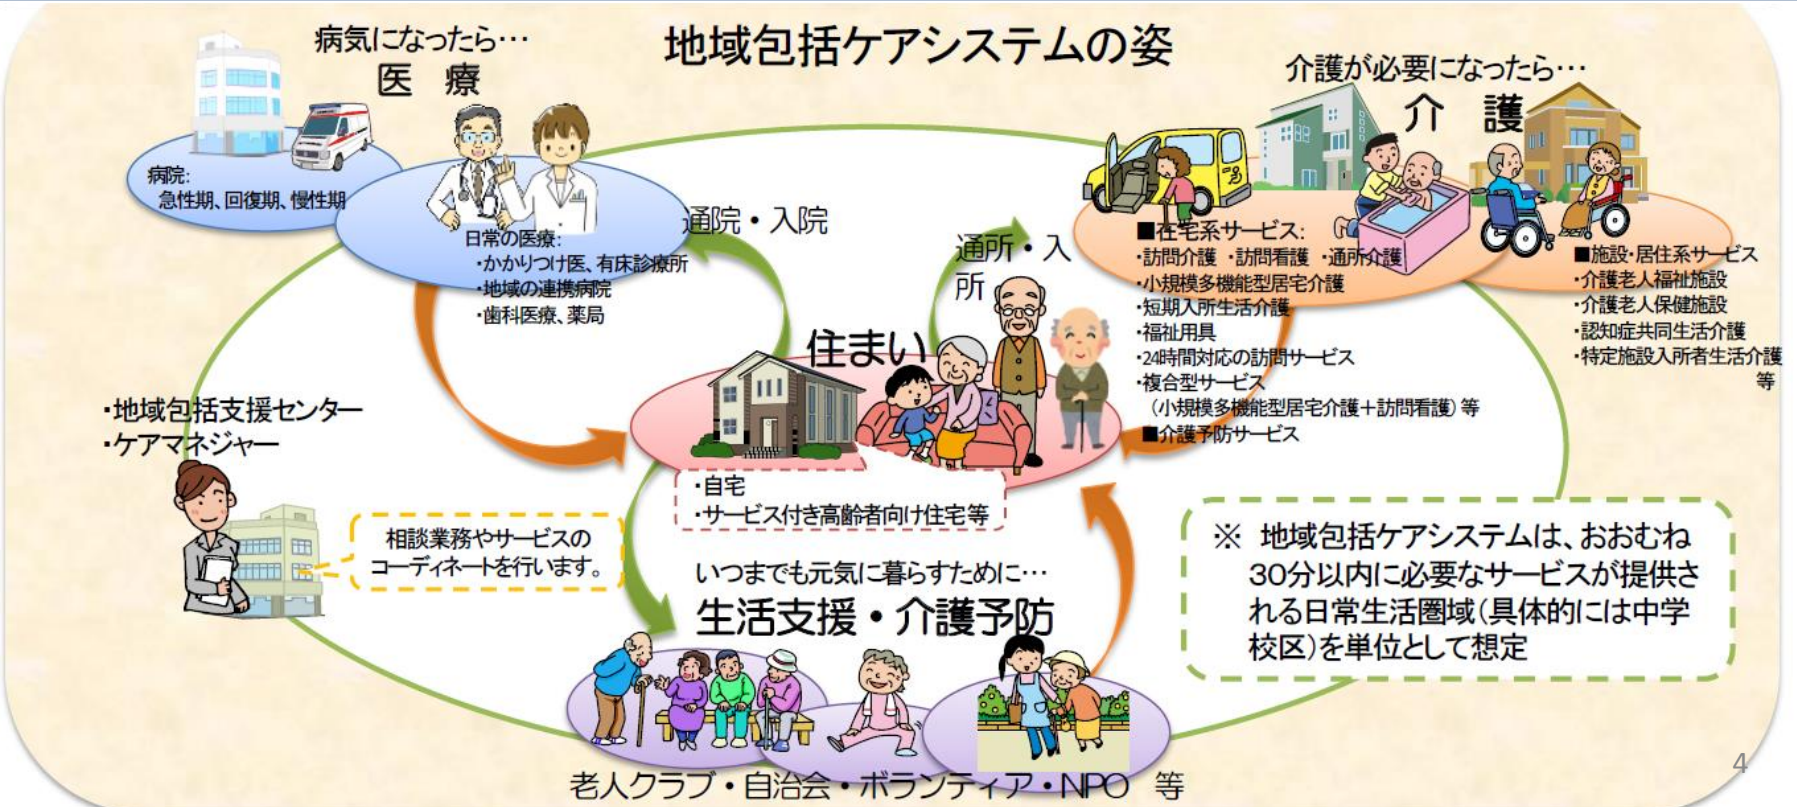 地域包括ケアシステムの姿
病気になったら…
医　療
病院:
急性期、回復期、慢性期
日常の医療:
・かかりつけ医、有床診療所
・地域の連携病院
・歯科医療、薬局
通院・入院
通所・入
所
介護が必要になったら…
介　護
■在宅系サービス:
・訪問介護 ・訪問看護 ・通所介護
・小規模多機能型居宅介護
・短期入所生活介護
・福祉用具
・24時間対応の訪問サービス
・複合型サービス
（小規模多機能型居宅介護＋訪問看護）等
■介護予防サービス
■施設・居住系サービス
・介護老人福祉施設
・介護老人保健施設
・認知症共同生活介護
・特定施設入所者生活介護
等
住まい
・自宅
・サービス付き高齢者向け住宅等
・地域包括支援センター
・ケアマネジャー
相談業務やサービスの
コーディネートを行います。
いつまでも元気に暮らすために…
生活支援・介護予防
老人クラブ・自治会・ボランティア・NPO　等
※ 地域包括ケアシステムは、おおむね
30分以内に必要なサービスが提供さ
れる日常生活圏域（具体的には中学
校区）を単位として想定
4